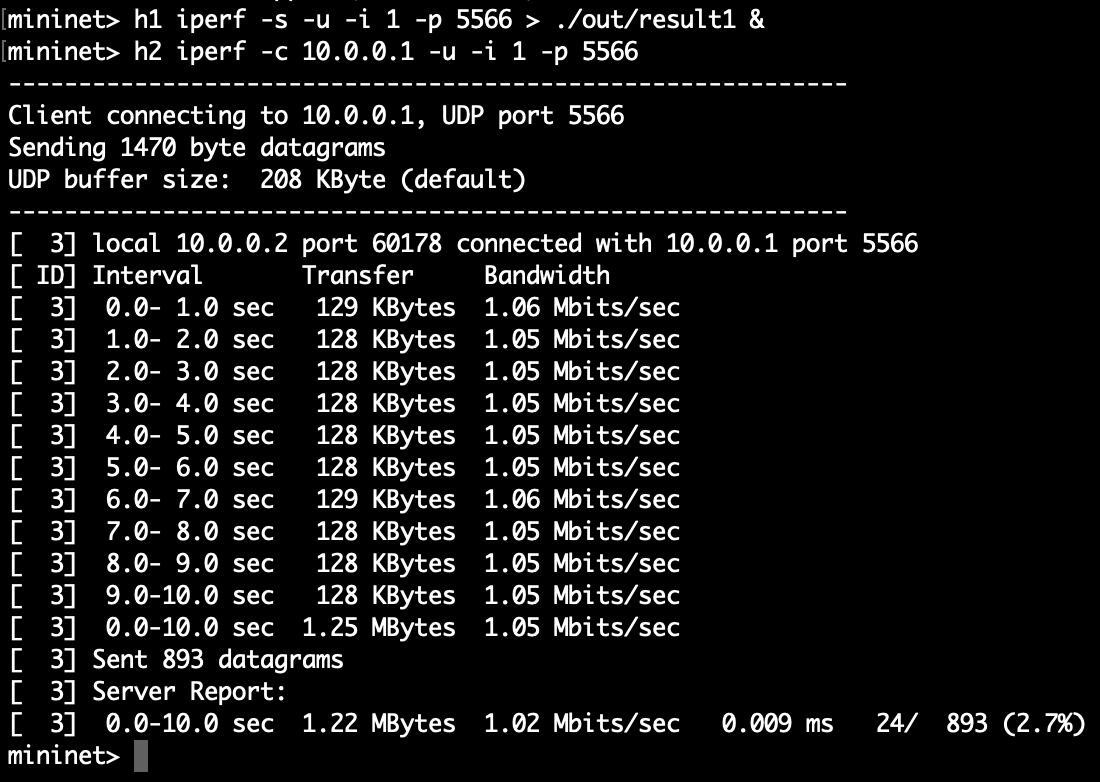 mininet> h1 iperf -s -u -i 1 -p 5566 > ./out/result1 &
mininet> h2 iperf -c 10.0.0.1 -u -i 1 -p 5566
------------------------------------------------------------
Client connecting to 10.0.0.1, UDP port 5566
Sending 1470 byte datagrams
UDP buffer size:  208 KByte (default)
------------------------------------------------------------
[  3] local 10.0.0.2 port 60178 connected with 10.0.0.1 port 5566
[ ID] Interval       Transfer     Bandwidth
[  3]  0.0- 1.0 sec   129 KBytes  1.06 Mbits/sec
[  3]  1.0- 2.0 sec   128 KBytes  1.05 Mbits/sec
[  3]  2.0- 3.0 sec   128 KBytes  1.05 Mbits/sec
[  3]  3.0- 4.0 sec   128 KBytes  1.05 Mbits/sec
[  3]  4.0- 5.0 sec   128 KBytes  1.05 Mbits/sec
[  3]  5.0- 6.0 sec   128 KBytes  1.05 Mbits/sec
[  3]  6.0- 7.0 sec   129 KBytes  1.06 Mbits/sec
[  3]  7.0- 8.0 sec   128 KBytes  1.05 Mbits/sec
[  3]  8.0- 9.0 sec   128 KBytes  1.05 Mbits/sec
[  3]  9.0-10.0 sec   128 KBytes  1.05 Mbits/sec
[  3]  0.0-10.0 sec  1.25 MBytes  1.05 Mbits/sec
[  3] Sent 893 datagrams
[  3] Server Report:
[  3]  0.0-10.0 sec  1.22 MBytes  1.02 Mbits/sec   0.009 ms   24/  893 (2.7%)
mininet>